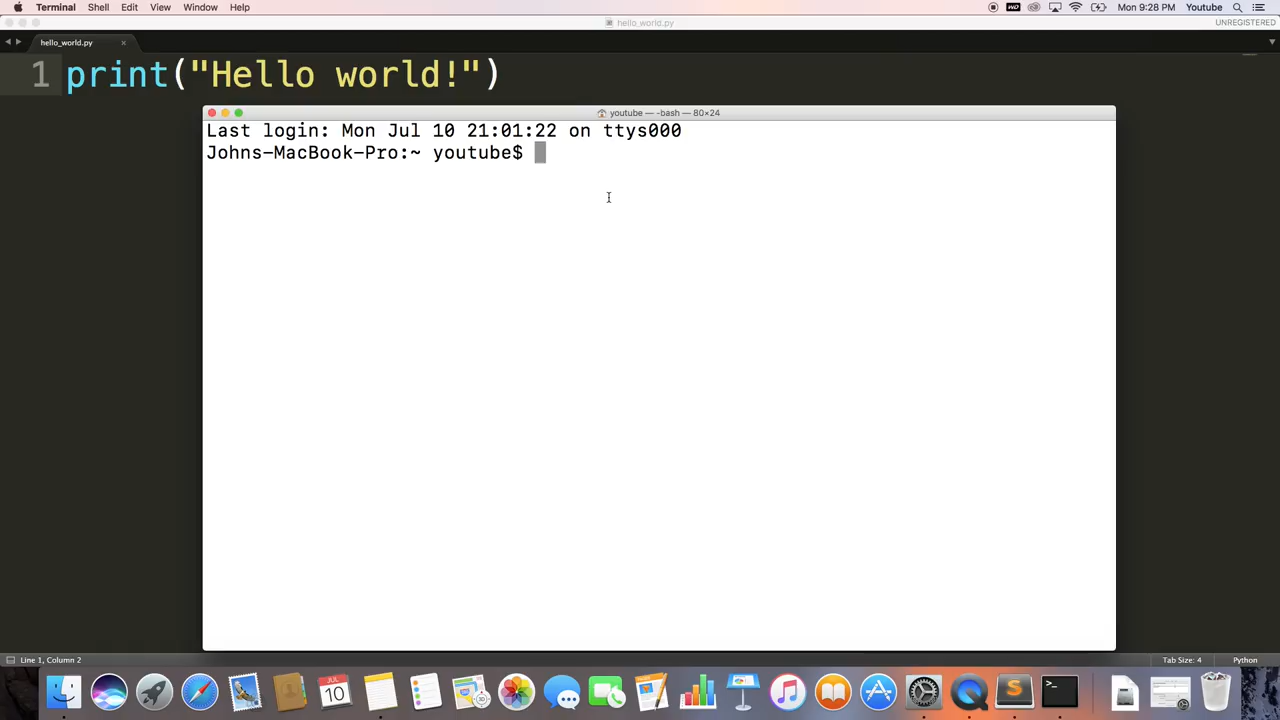 Terminal Shell Edit View Window Help Mon 9:28 PM Youtube
hello_world.py UNREGISTERED
hello_world.py
1 print("Hello world!")
youtube — -bash — 80×24
Last login: Mon Jul 10 21:01:22 on ttys000
Johns-MacBook-Pro:~ youtube$
Line 1, Column 2 Tab Size: 4 Python
JUL
10
>_